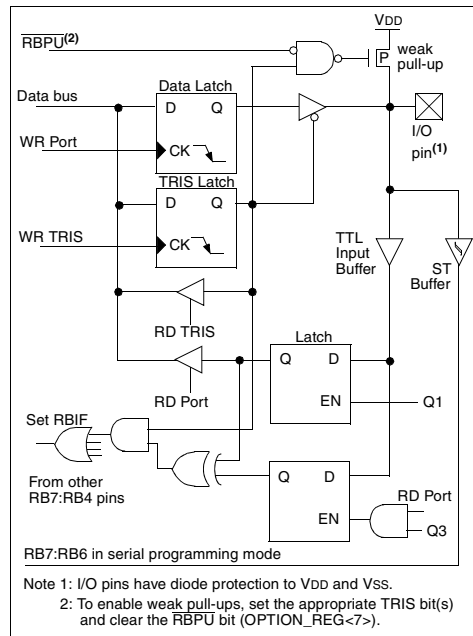 VDD
RBPU(2)
P
weak
pull-up
Data Latch
Data bus
D Q
I/O
pin(1)
WR Port
CK
TRIS Latch
D Q
TTL
Input
Buffer
ST
Buffer
WR TRIS
CK
RD TRIS
Latch
Q D
RD Port
EN
Q1
Set RBIF
From other
RB7:RB4 pins
Q D
RD Port
EN
Q3
RB7:RB6 in serial programming mode
Note 1: I/O pins have diode protection to VDD and VSS.
2: To enable weak pull-ups, set the appropriate TRIS bit(s)
and clear the RBPU bit (OPTION_REG<7>).